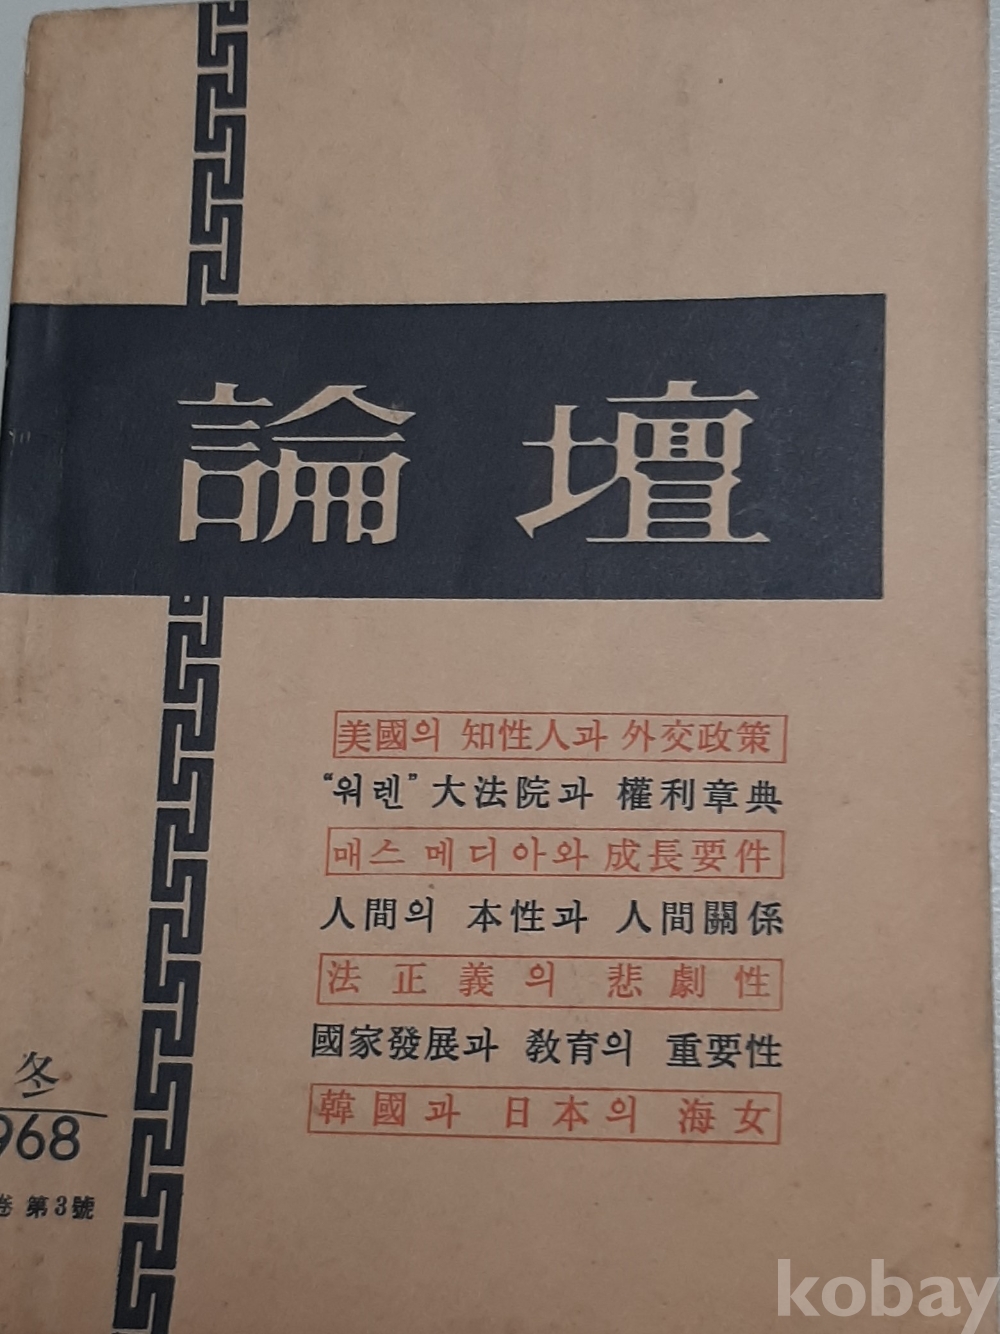 論壇
美國의 知性人과 外交政策
“워렌” 大法院과 權利章典
매스 메디아와 成長要件
人間의 本性과 人間關係
法正義의 悲劇性
國家發展과 敎育의 重要性
韓國과 日本의 海女
冬
968
卷 第3號
kobay